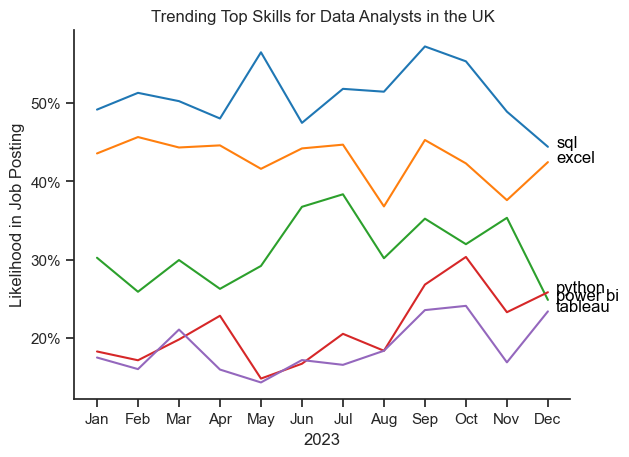 Trending Top Skills for Data Analysts in the UK
Likelihood in Job Posting
50%
40%
30%
20%
sql
excel
python
power bi
tableau
Jan Feb Mar Apr May Jun Jul Aug Sep Oct Nov Dec
2023